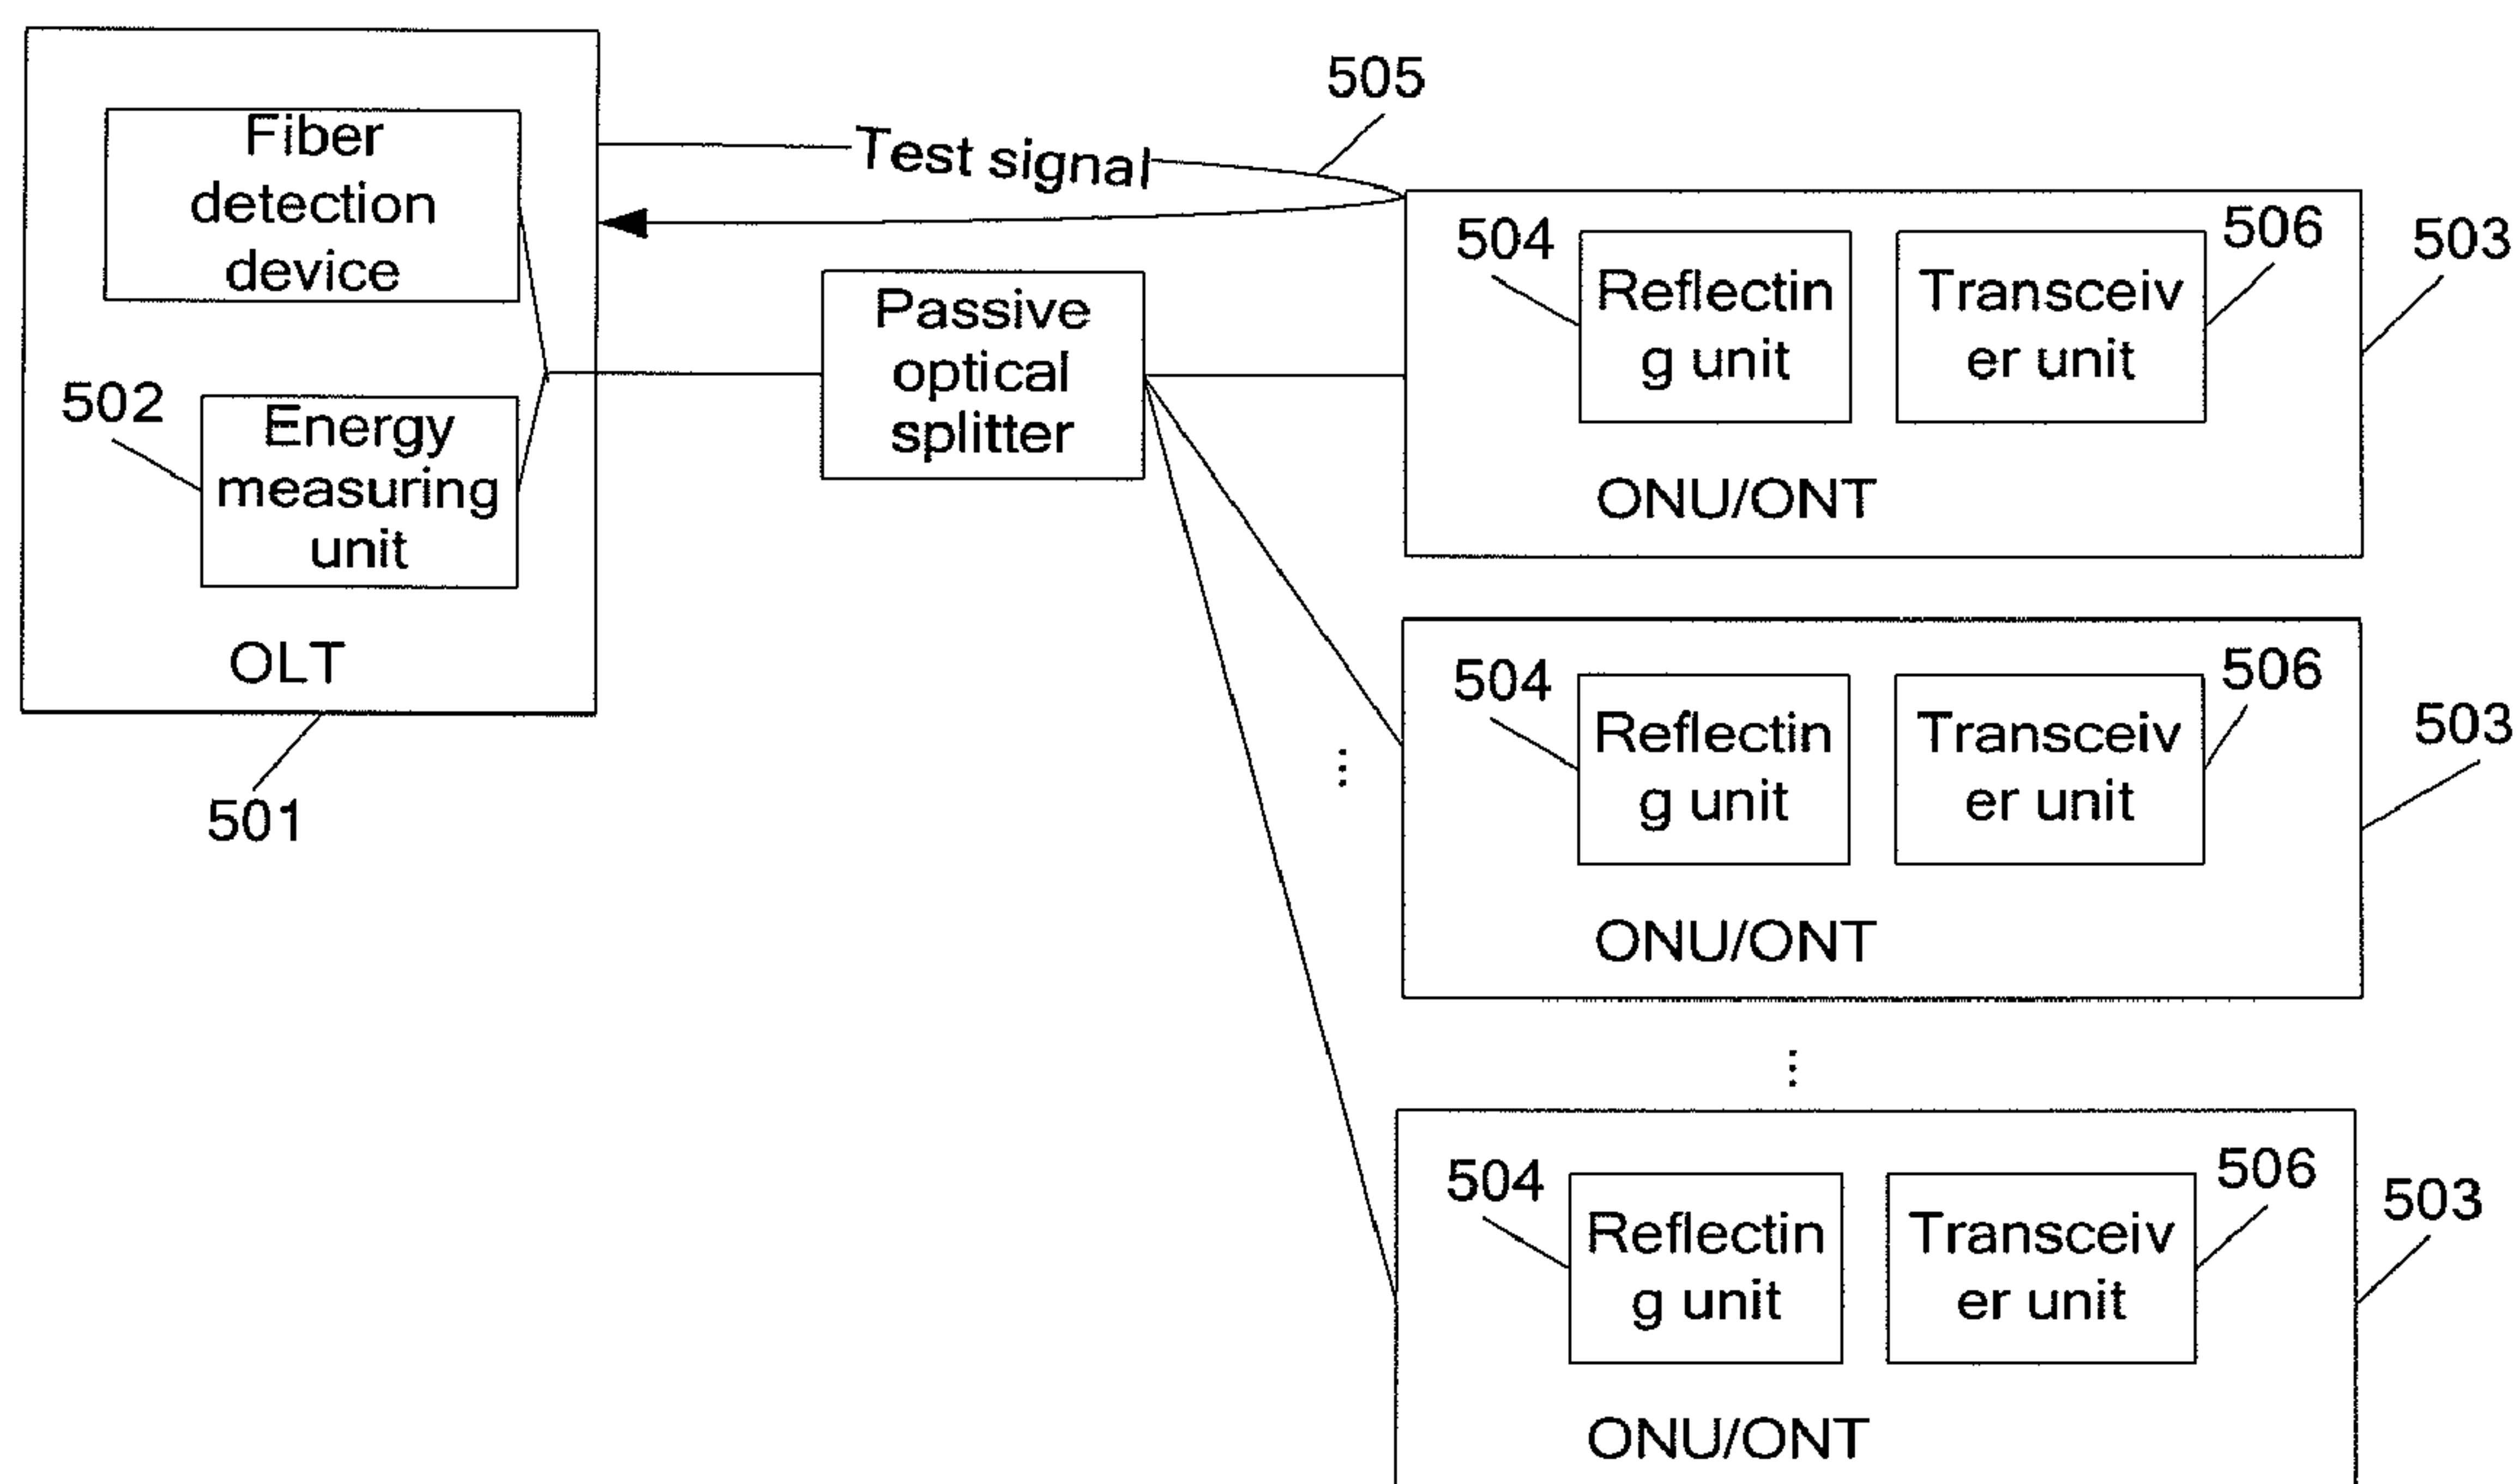 Fiber
detection
device
502
Energy
measuring
unit
OLT
501
Test signal
505
Passive
optical
splitter
504
Reflectin
g unit
Transceiv
er unit
506
503
ONU/ONT
⋮
504
Reflectin
g unit
Transceiv
er unit
506
503
ONU/ONT
⋮
504
Reflectin
g unit
Transceiv
er unit
506
503
ONU/ONT